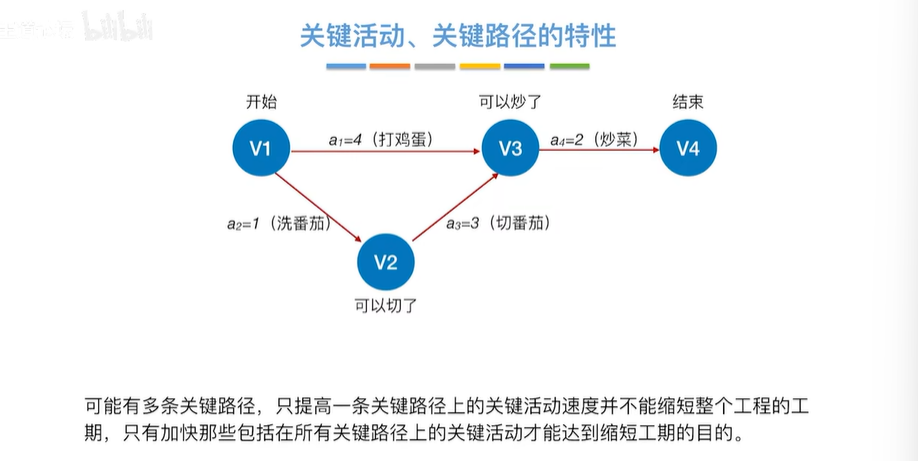 bilibili
关键活动、关键路径的特性
开始
可以炒了
结束
V1
a₁=4（打鸡蛋）
V3
a₄=2（炒菜）
V4
a₂=1（洗番茄）
a₃=3（切番茄）
V2
可以切了
可能有多条关键路径，只提高一条关键路径上的关键活动速度并不能缩短整个工程的工
期，只有加快那些包括在所有关键路径上的关键活动才能达到缩短工期的目的。